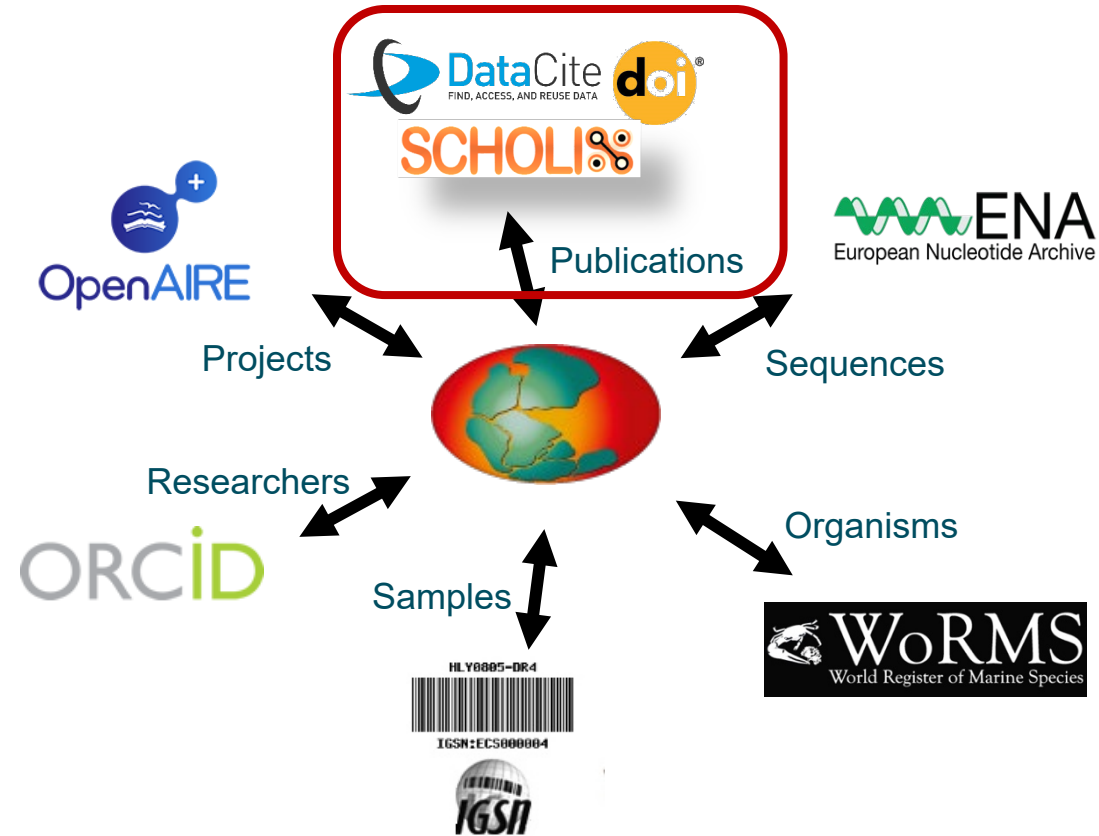 DataCite
FIND, ACCESS, AND REUSE DATA
doi®
SCHOLIX
OpenAIRE
ENA
European Nucleotide Archive
Publications
Projects
Sequences
Researchers
ORCiD
Organisms
Samples
WoRMS
World Register of Marine Species
HLY0805-DR4
IGSN:ECS000004
IGSN